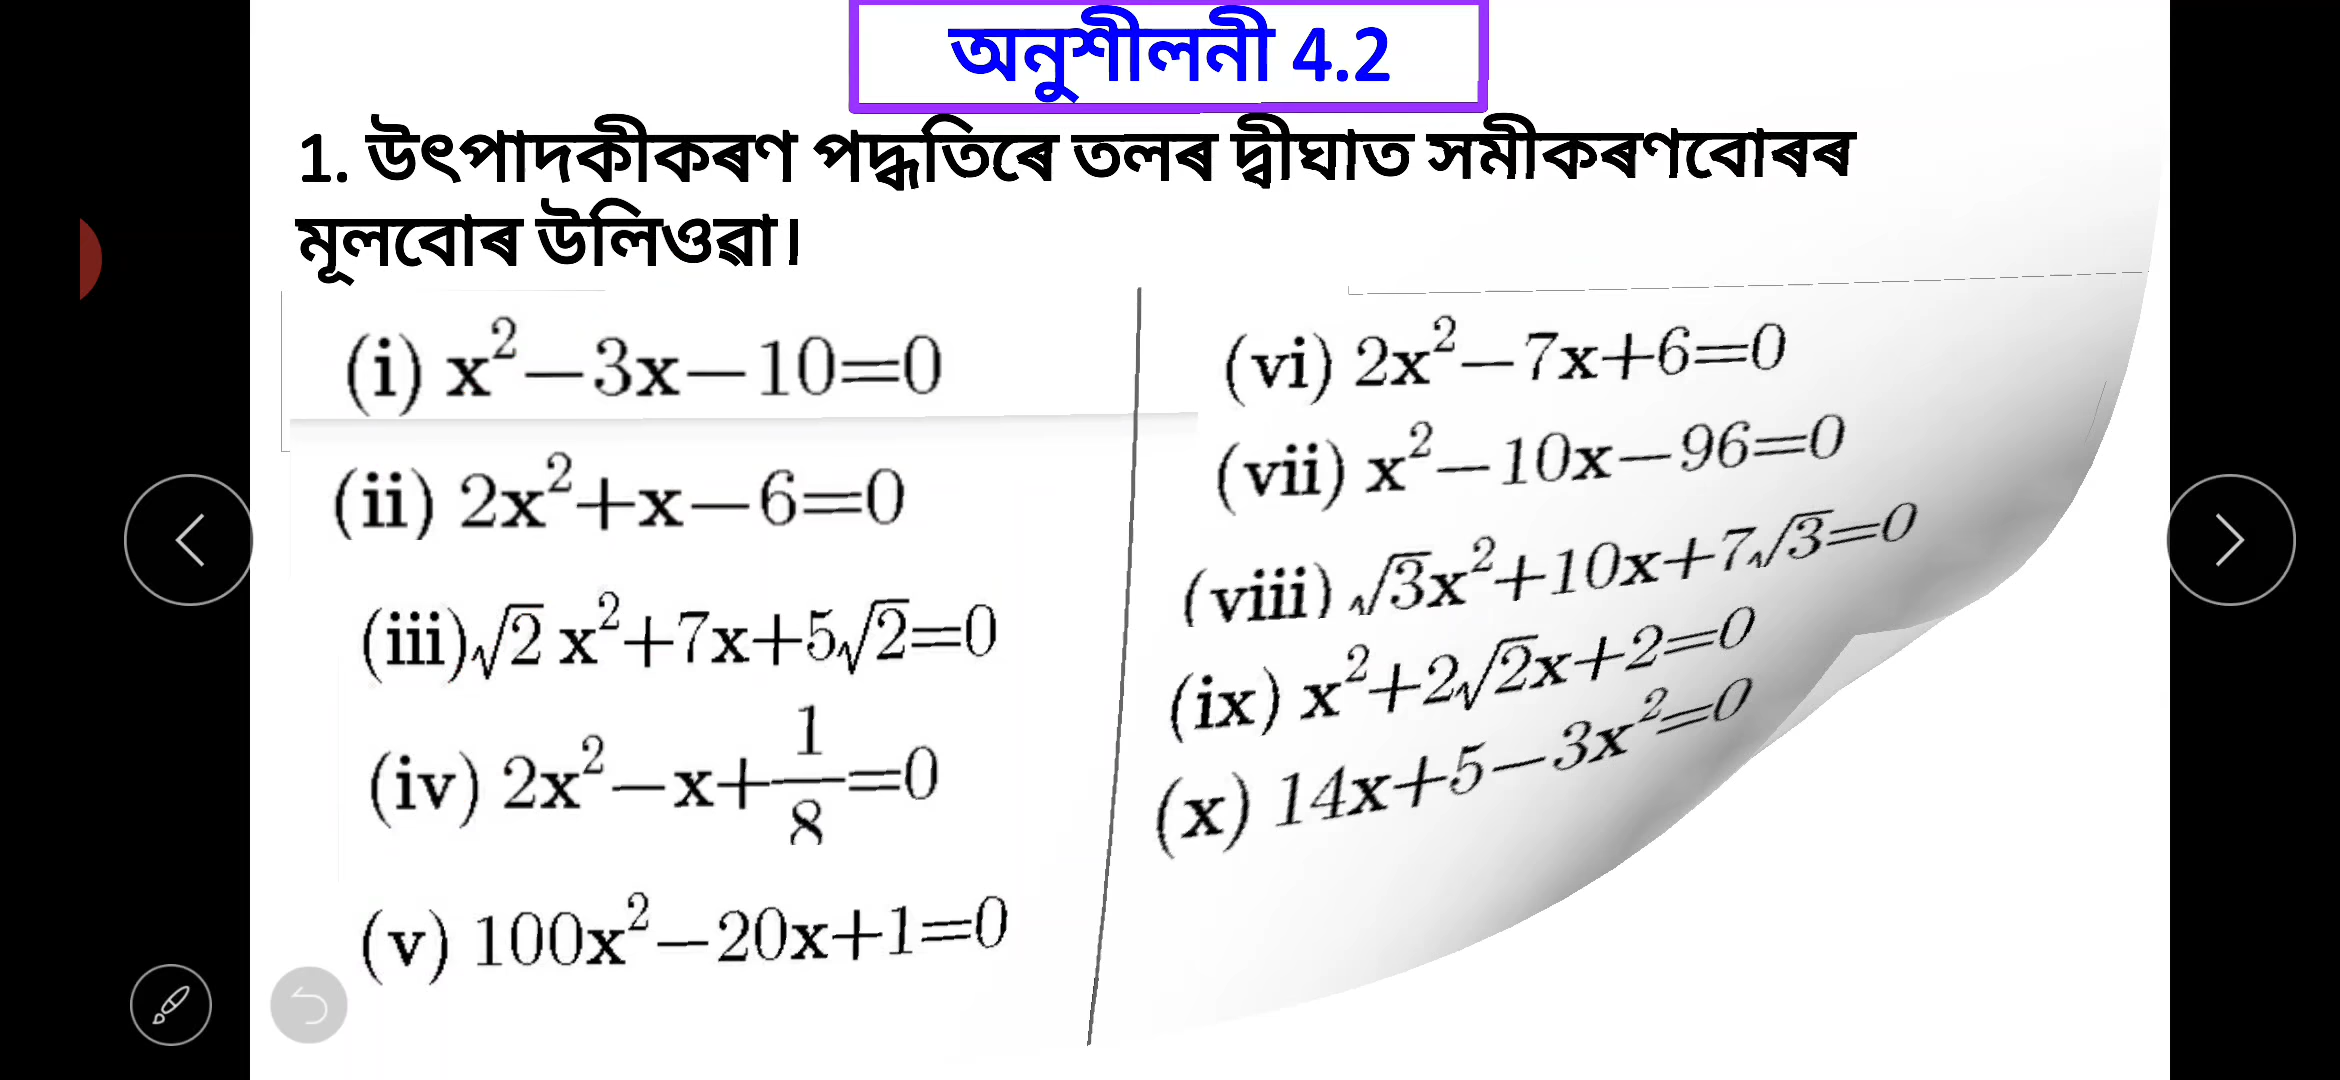 অনুশীলনী 4.2
1. উৎপাদকীকৰণ পদ্ধতিৰে তলৰ দ্বীঘাত সমীকৰণবোৰৰ
মূলবোৰ উলিওৱা।
(i) x²−3x−10=0
(ii) 2x²+x−6=0
(iii)√2 x²+7x+5√2=0
(iv) 2x²−x+1/8=0
(v) 100x²−20x+1=0
(vi) 2x²−7x+6=0
(vii) x²−10x−96=0
(viii) √3x²+10x+7√3=0
(ix) x²+2√2x+2=0
(x) 14x+5−3x²=0